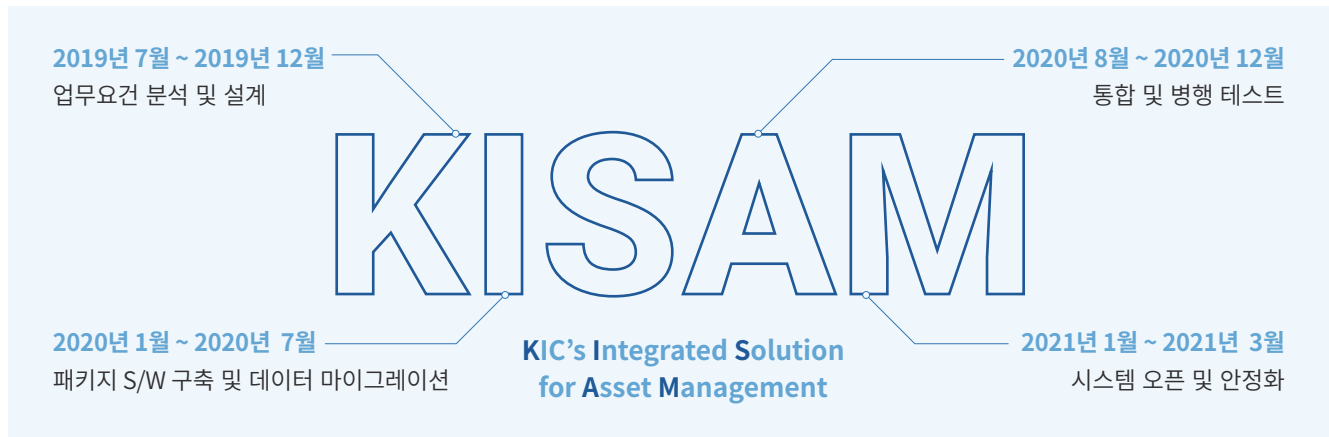 2019년 7월 ~ 2019년 12월
업무요건 분석 및 설계
2020년 8월 ~ 2020년 12월
통합 및 병행 테스트
KISAM
2020년 1월 ~ 2020년 7월
패키지 S/W 구축 및 데이터 마이그레이션
KIC’s Integrated Solution
for Asset Management
2021년 1월 ~ 2021년 3월
시스템 오픈 및 안정화